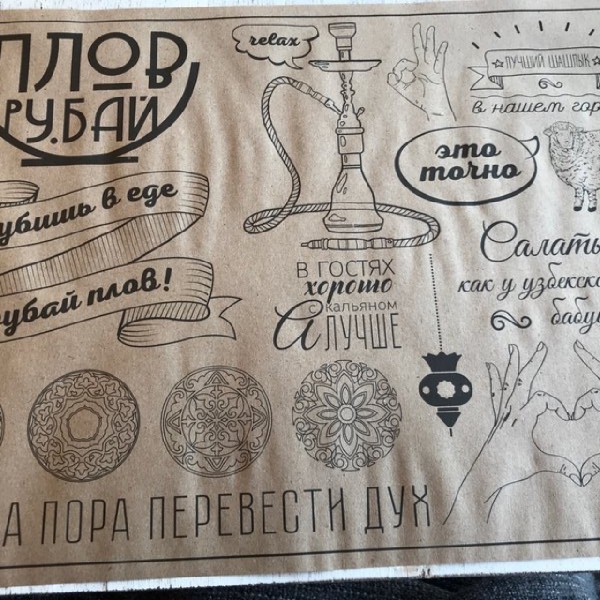 ПЛОВ
РУ.БАЙ
relax
ЛУЧШИЙ ШАШЛЫК
в нашем гор
это
точно
убишь в еде
убай плов!
В ГОСТЯХ
хорошо
А С КАЛЬЯНОМ
ЛУЧШЕ
Салаты
как у узбекско
бабу
А ПОРА ПЕРЕВЕСТИ ДУХ